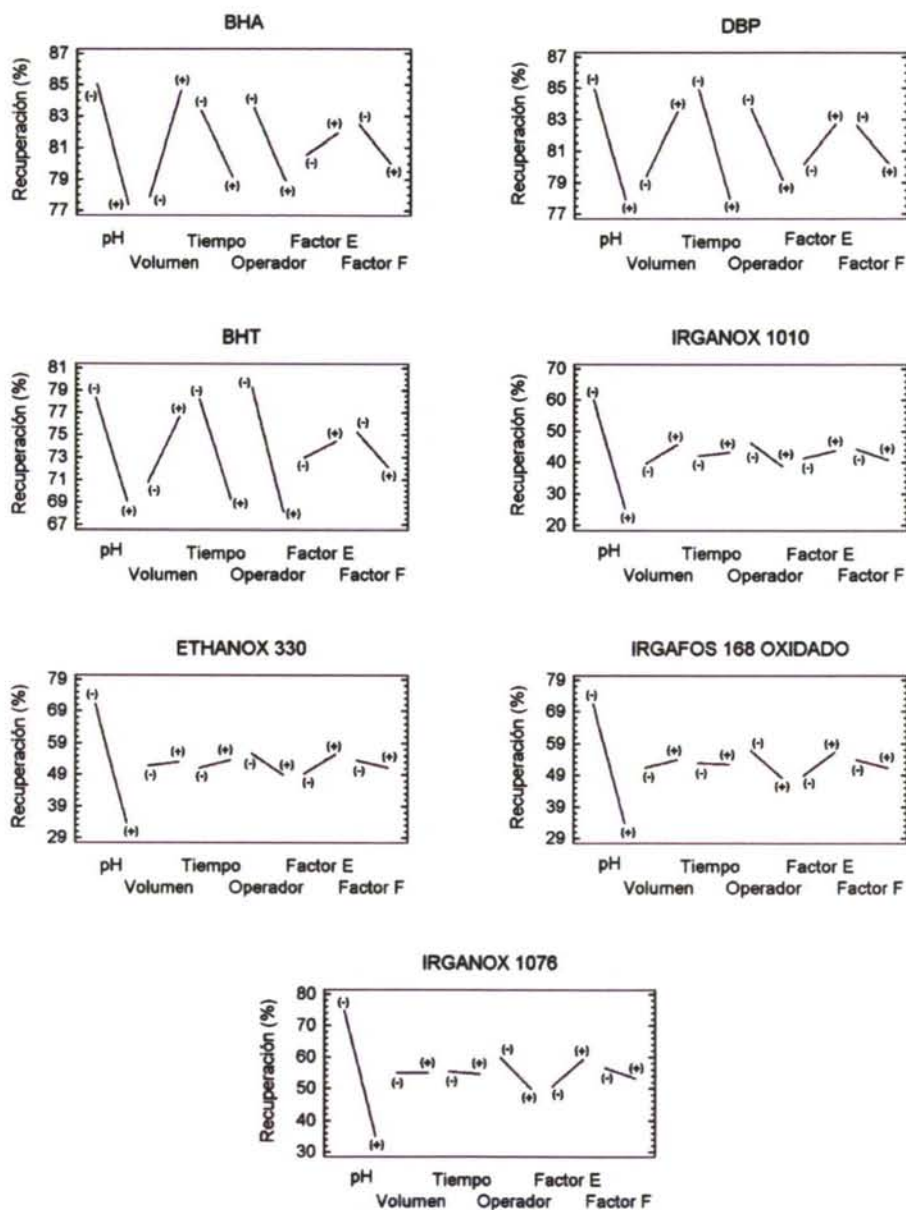 BHA
Recuperación (%)
87
85
83
81
79
77
(-)
(+)
(-)
(+)
(-)
(+)
(-)
(+)
(-)
(+)
(-)
(+)
pH
Tiempo
Factor E
Volumen
Operador
Factor F
DBP
Recuperación (%)
87
85
83
81
79
77
(-)
(+)
(-)
(+)
(-)
(+)
(-)
(+)
(-)
(+)
(-)
(+)
pH
Tiempo
Factor E
Volumen
Operador
Factor F
BHT
Recuperación (%)
81
79
77
75
73
71
69
67
(-)
(+)
(-)
(+)
(-)
(+)
(-)
(+)
(-)
(+)
(-)
(+)
pH
Tiempo
Factor E
Volumen
Operador
Factor F
IRGANOX 1010
Recuperación (%)
70
60
50
40
30
20
(-)
(+)
(-)
(+)
(-)
(+)
(-)
(+)
(-)
(+)
(-)
(+)
pH
Tiempo
Factor E
Volumen
Operador
Factor F
ETHANOX 330
Recuperación (%)
79
69
59
49
39
29
(-)
(+)
(-)
(+)
(-)
(+)
(-)
(+)
(-)
(+)
(-)
(+)
pH
Tiempo
Factor E
Volumen
Operador
Factor F
IRGAFOS 168 OXIDADO
Recuperación (%)
79
69
59
49
39
29
(-)
(+)
(-)
(+)
(-)
(+)
(-)
(+)
(-)
(+)
(-)
(+)
pH
Tiempo
Factor E
Volumen
Operador
Factor F
IRGANOX 1076
Recuperación (%)
80
70
60
50
40
30
(-)
(+)
(-)
(+)
(-)
(+)
(-)
(+)
(-)
(+)
(-)
(+)
pH
Tiempo
Factor E
Volumen
Operador
Factor F